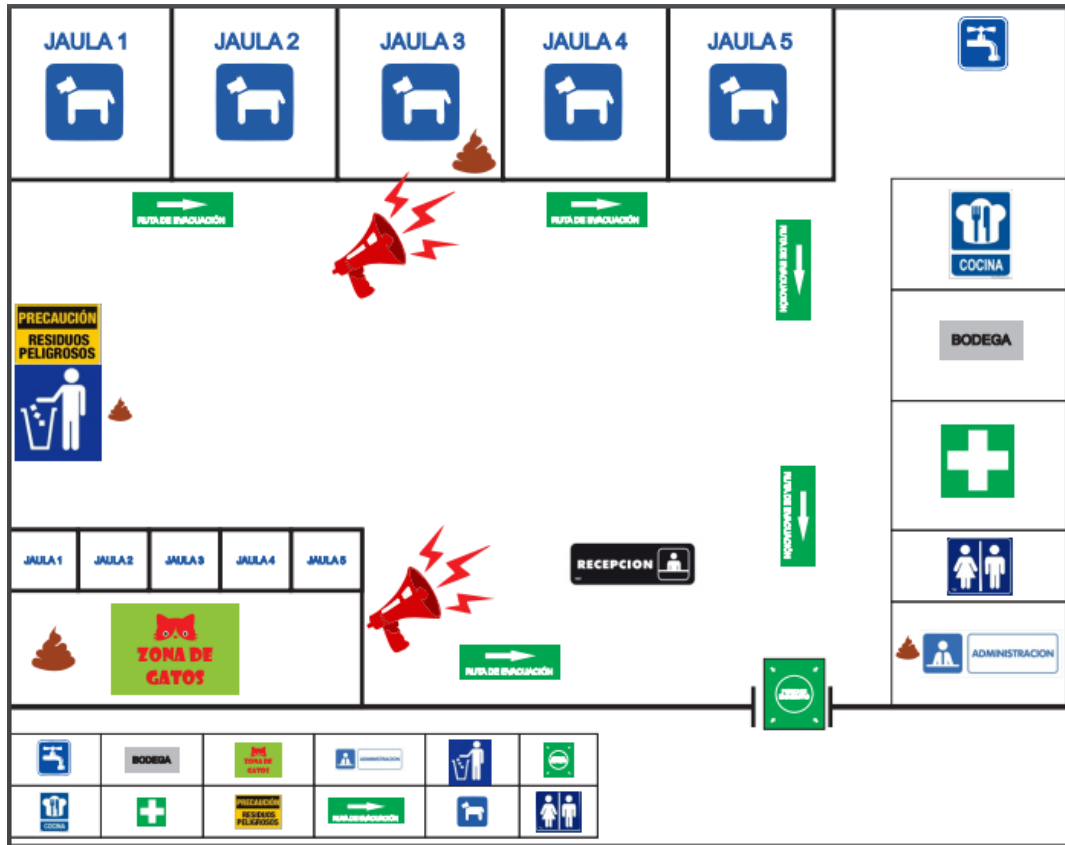 JAULA 1
JAULA 2
JAULA 3
JAULA 4
JAULA 5
RUTA DE EVACUACIÓN
RUTA DE EVACUACIÓN
RUTA DE EVACUACIÓN
COCINA
PRECAUCIÓN
RESIDUOS
PELIGROSOS
BODEGA
RUTA DE EVACUACIÓN
JAULA 1
JAULA 2
JAULA 3
JAULA 4
JAULA 5
RECEPCION
ZONA DE
GATOS
RUTA DE EVACUACIÓN
ADMINISTRACION
BODEGA
ZONA DE
GATOS
ADMINISTRACION
COCINA
PRECAUCIÓN
RESIDUOS
PELIGROSOS
RUTA DE EVACUACIÓN